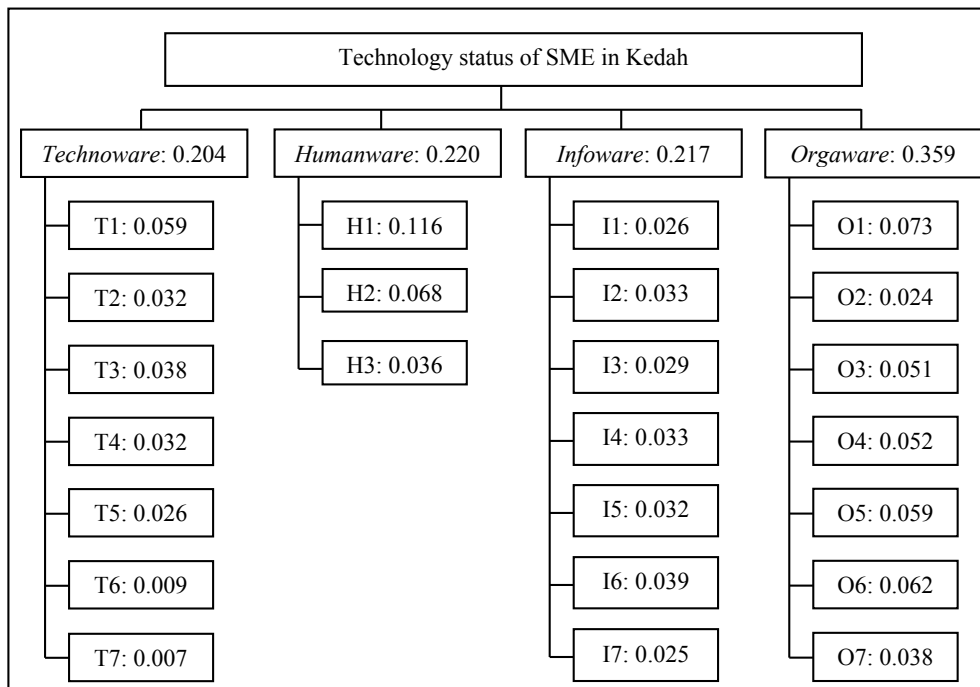 Technology status of SME in Kedah
Technoware: 0.204
T1: 0.059
T2: 0.032
T3: 0.038
T4: 0.032
T5: 0.026
T6: 0.009
T7: 0.007
Humanware: 0.220
H1: 0.116
H2: 0.068
H3: 0.036
Infoware: 0.217
I1: 0.026
I2: 0.033
I3: 0.029
I4: 0.033
I5: 0.032
I6: 0.039
I7: 0.025
Orgaware: 0.359
O1: 0.073
O2: 0.024
O3: 0.051
O4: 0.052
O5: 0.059
O6: 0.062
O7: 0.038